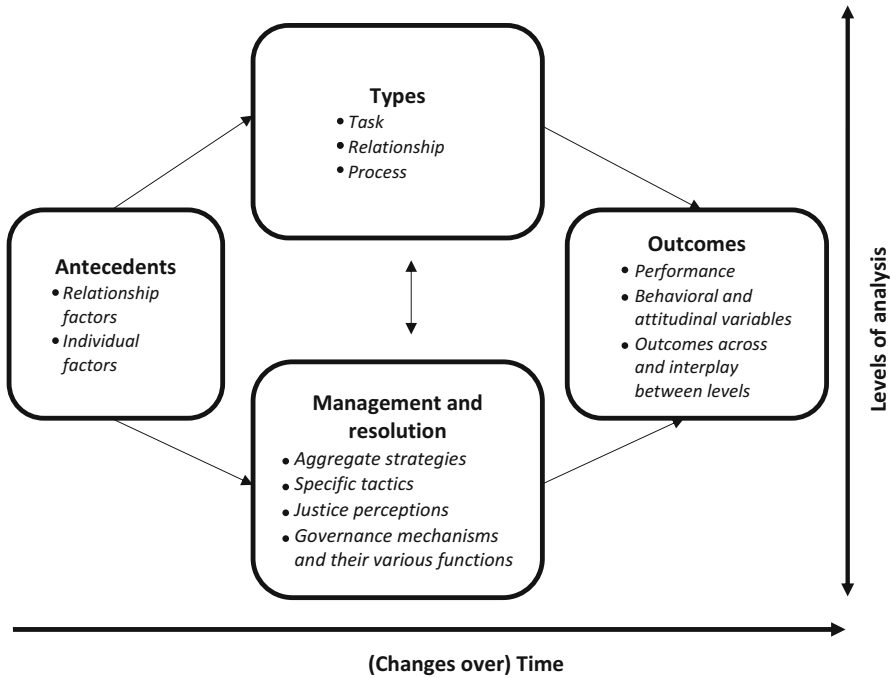 Types
• Task
• Relationship
• Process
Antecedents
• Relationship
factors
• Individual
factors
Outcomes
• Performance
• Behavioral and
attitudinal variables
• Outcomes across
and interplay
between levels
Management and
resolution
• Aggregate strategies
• Specific tactics
• Justice perceptions
• Governance mechanisms
and their various functions
Levels of analysis
(Changes over) Time